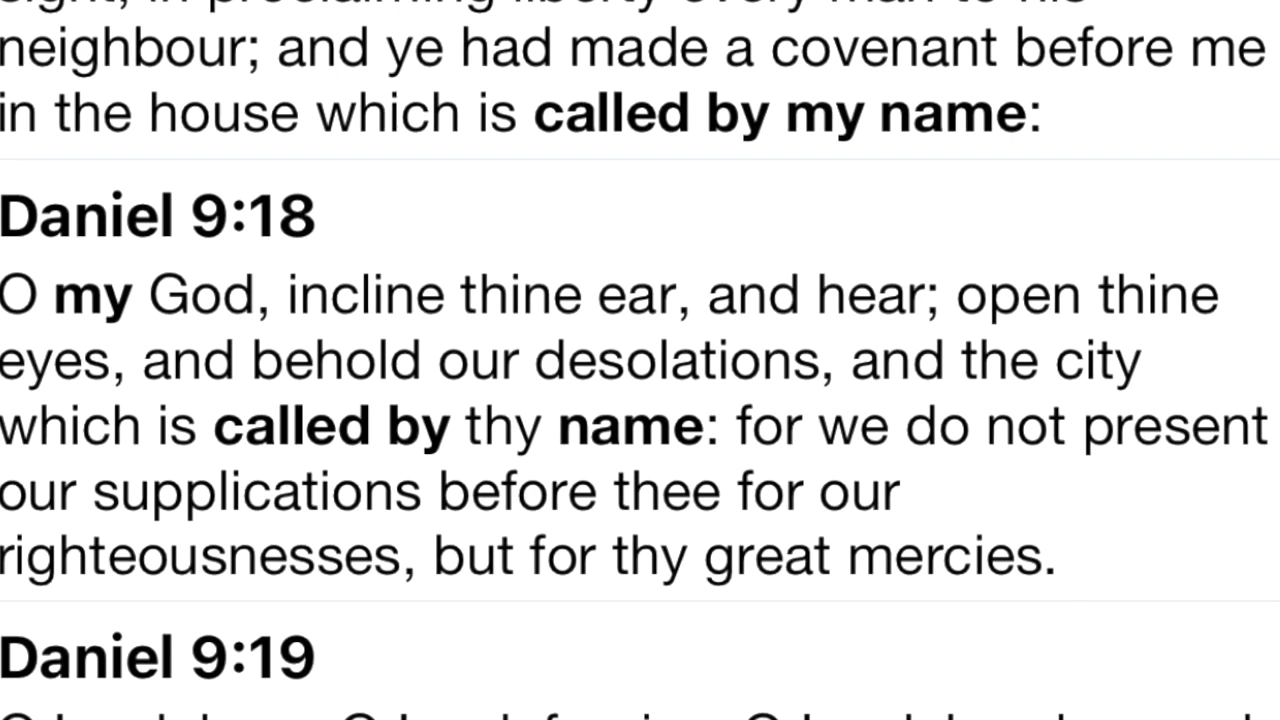 neighbour; and ye had made a covenant before me
in the house which is called by my name:
Daniel 9:18
O my God, incline thine ear, and hear; open thine
eyes, and behold our desolations, and the city
which is called by thy name: for we do not present
our supplications before thee for our
righteousnesses, but for thy great mercies.
Daniel 9:19